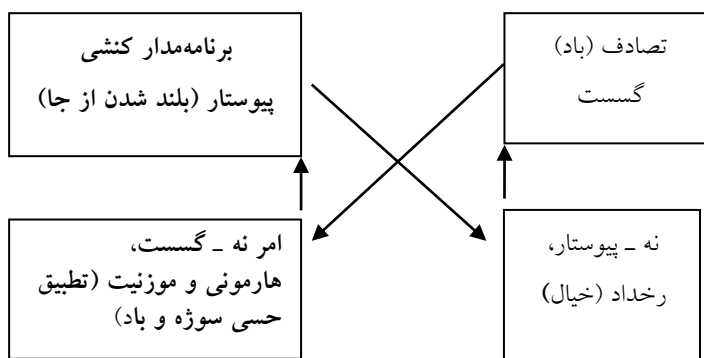 تصادف (باد)
گسست
برنامه‌مدار کنشی
پیوستار (بلند شدن از جا)
نه ـ پیوستار،
رخداد (خیال)
امر نه ـ گسست،
هارمونی و موزنیت (تطبیق
حسی سوژه و باد)